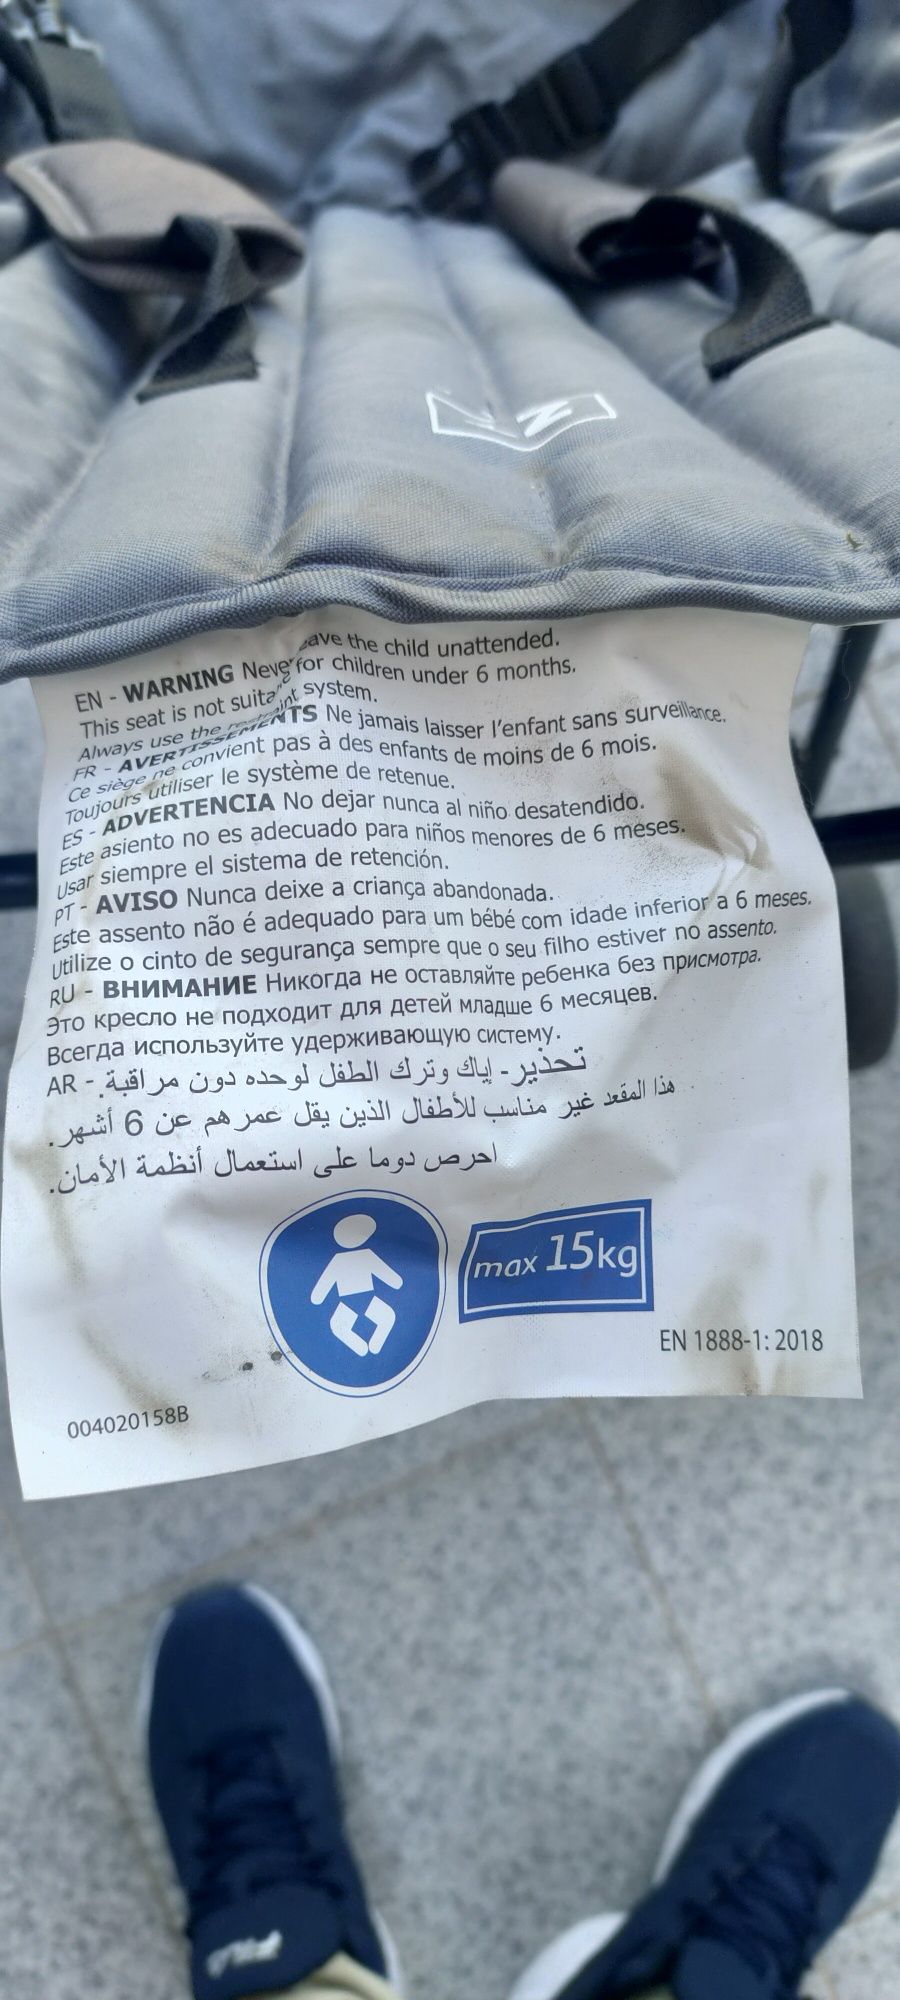 EN - WARNING Never leave the child unattended.
This seat is not suita for children under 6 months.
Always use the restraint system.
FR - AVERTISSEMENTS Ne jamais laisser l'enfant sans surveillance.
Ce siège ne convient pas à des enfants de moins de 6 mois.
Toujours utiliser le système de retenue.
ES - ADVERTENCIA No dejar nunca al niño desatendido.
Este asiento no es adecuado para niños menores de 6 meses.
Usar siempre el sistema de retención.
PT - AVISO Nunca deixe a criança abandonada.
Este assento não é adequado para um bébé com idade inferior a 6 meses.
Utilize o cinto de segurança sempre que o seu filho estiver no assento.
RU - ВНИМАНИЕ Никогда не оставляйте ребенка без присмотра.
Это кресло не подходит для детей младше 6 месяцев.
Всегда используйте удерживающую систему.
AR - تحذير - إياك وترك الطفل لوحده دون مراقبة.
هذا المقعد غير مناسب للأطفال الذين يقل عمرهم عن 6 أشهر.
احرص دوما على استعمال أنظمة الأمان.
max 15kg
EN 1888-1: 2018
004020158B
FILA